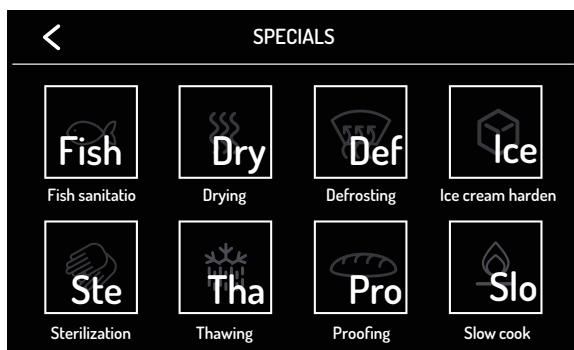 SPECIALS
Fish
Dry
Def
Ice
Fish sanitatio
Drying
Defrosting
Ice cream harden
Ste
Tha
Pro
Slo
Sterilization
Thawing
Proofing
Slow cook